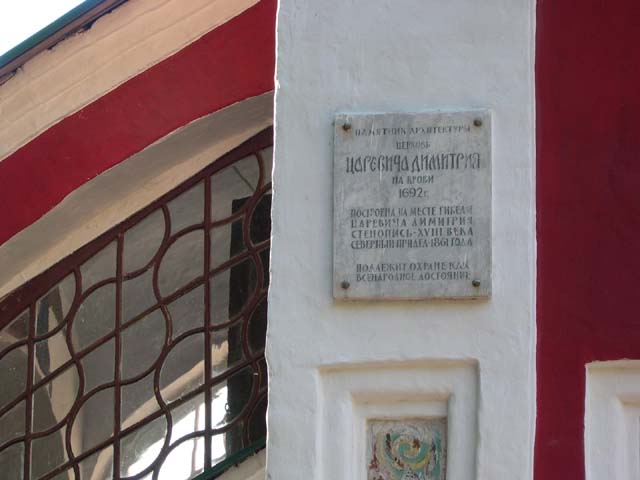 ПАМЯТНИК АРХИТЕКТУРЫ
ЦЕРКОВЬ
ЦАРЕВИЧА ДИМИТРИЯ
НА КРОВИ
1692 г.
ПОСТРОЕНА НА МЕСТЕ ГИБЕЛИ
ЦАРЕВИЧА ДИМИТРИЯ
СТЕНОПИСЬ-XVIII ВЕКА
СЕВЕРНЫЙ ПРИДЕЛ-1861 ГОДА
ПОДЛЕЖИТ ОХРАНЕ КАК
ВСЕНАРОДНОЕ ДОСТОЯНИЕ